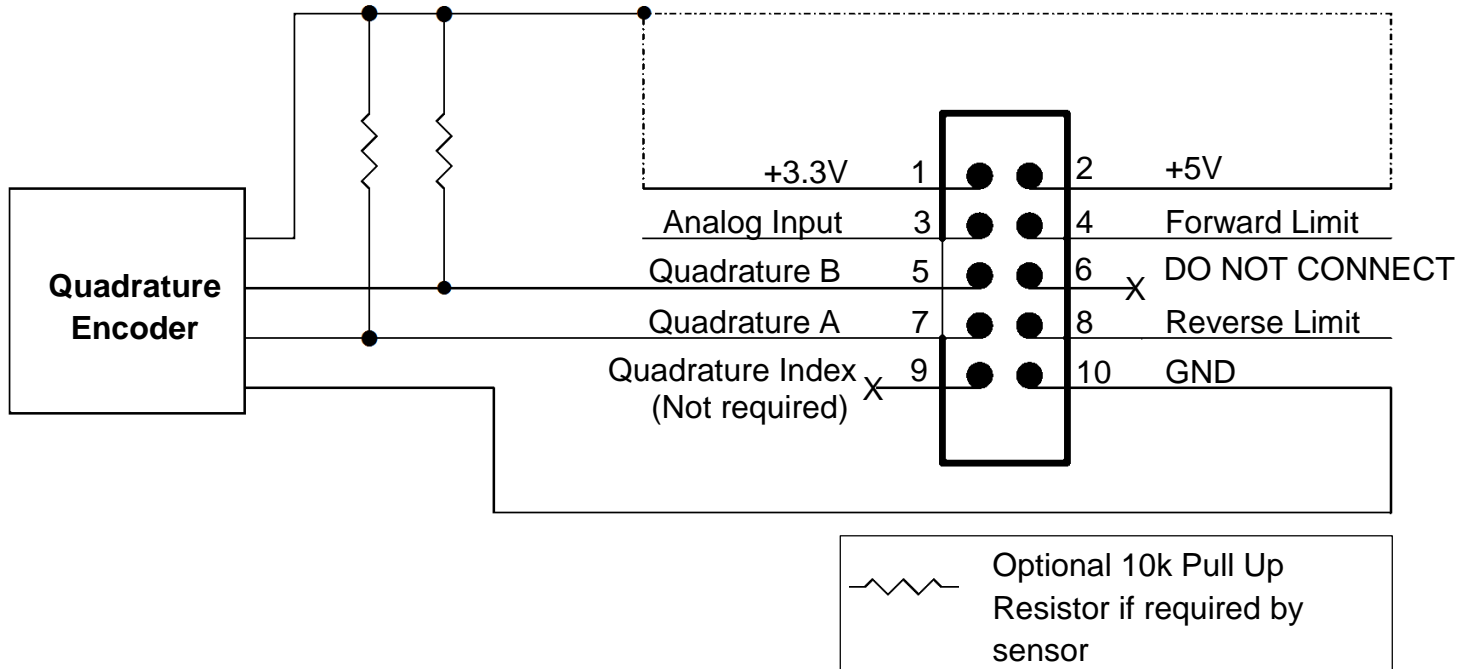 +3.3V 1 2 +5V
Analog Input 3 4 Forward Limit
Quadrature B 5 6 X DO NOT CONNECT
Quadrature A 7 8 Reverse Limit
Quadrature Index X 9 10 GND
(Not required)
Quadrature
Encoder
Optional 10k Pull Up
Resistor if required by
sensor